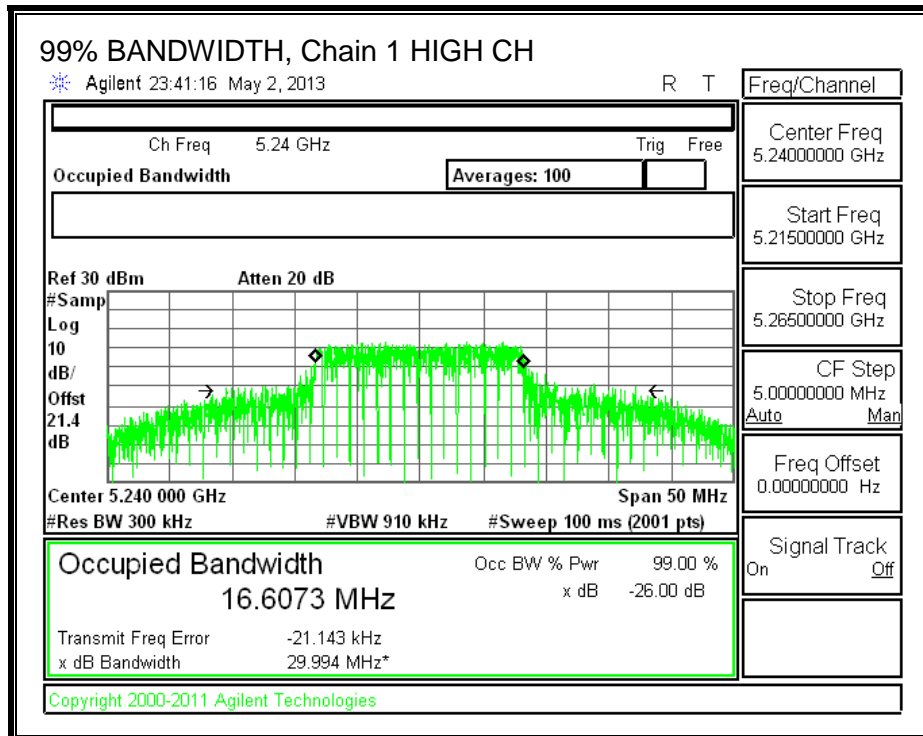 99% BANDWIDTH, Chain 1 HIGH CH
Agilent 23:41:16 May 2, 2013 R T
Freq/Channel
Ch Freq 5.24 GHz Trig Free
Occupied Bandwidth Averages: 100
Center Freq
5.24000000 GHz
Start Freq
5.21500000 GHz
Stop Freq
5.26500000 GHz
CF Step
5.00000000 MHz
Auto Man
Freq Offset
0.00000000 Hz
Signal Track
On Off
Ref 30 dBm Atten 20 dB
#Samp
Log
10
dB/
Offst
21.4
dB
Center 5.240 000 GHz Span 50 MHz
#Res BW 300 kHz #VBW 910 kHz #Sweep 100 ms (2001 pts)
Occupied Bandwidth Occ BW % Pwr 99.00 %
16.6073 MHz x dB -26.00 dB
Transmit Freq Error -21.143 kHz
x dB Bandwidth 29.994 MHz*
Copyright 2000-2011 Agilent Technologies